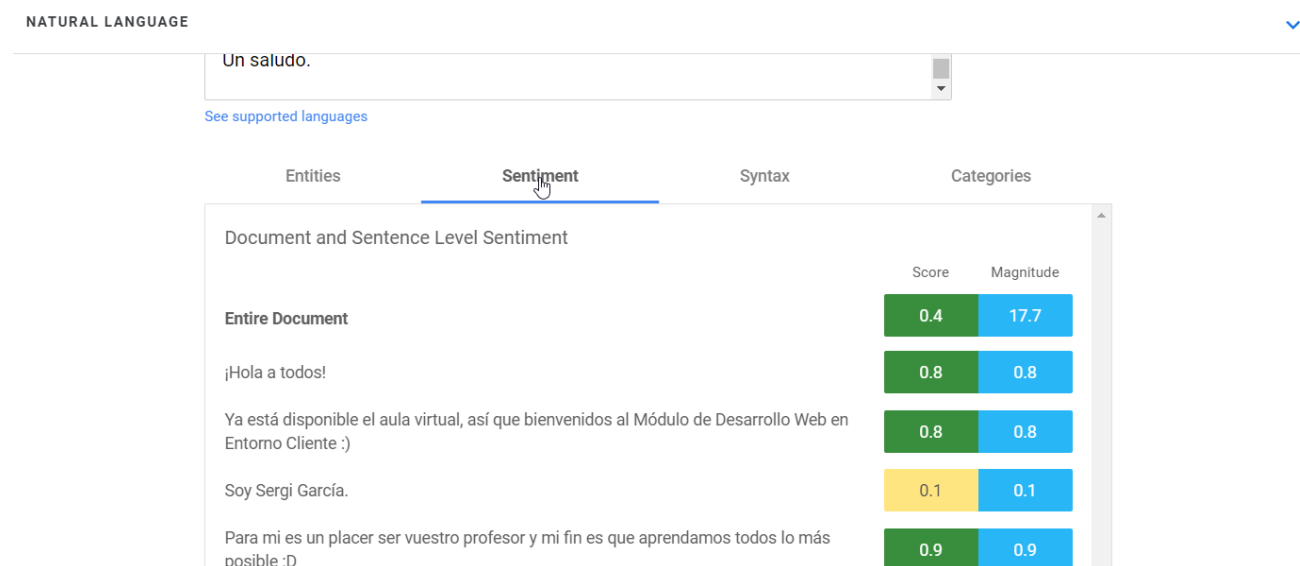 NATURAL LANGUAGE
Un saludo.
See supported languages
Entities Sentiment Syntax Categories
Document and Sentence Level Sentiment
Score Magnitude
Entire Document 0.4 17.7
¡Hola a todos! 0.8 0.8
Ya está disponible el aula virtual, así que bienvenidos al Módulo de Desarrollo Web en
Entorno Cliente :) 0.8 0.8
Soy Sergi García. 0.1 0.1
Para mi es un placer ser vuestro profesor y mi fin es que aprendamos todos lo más
posible :D 0.9 0.9